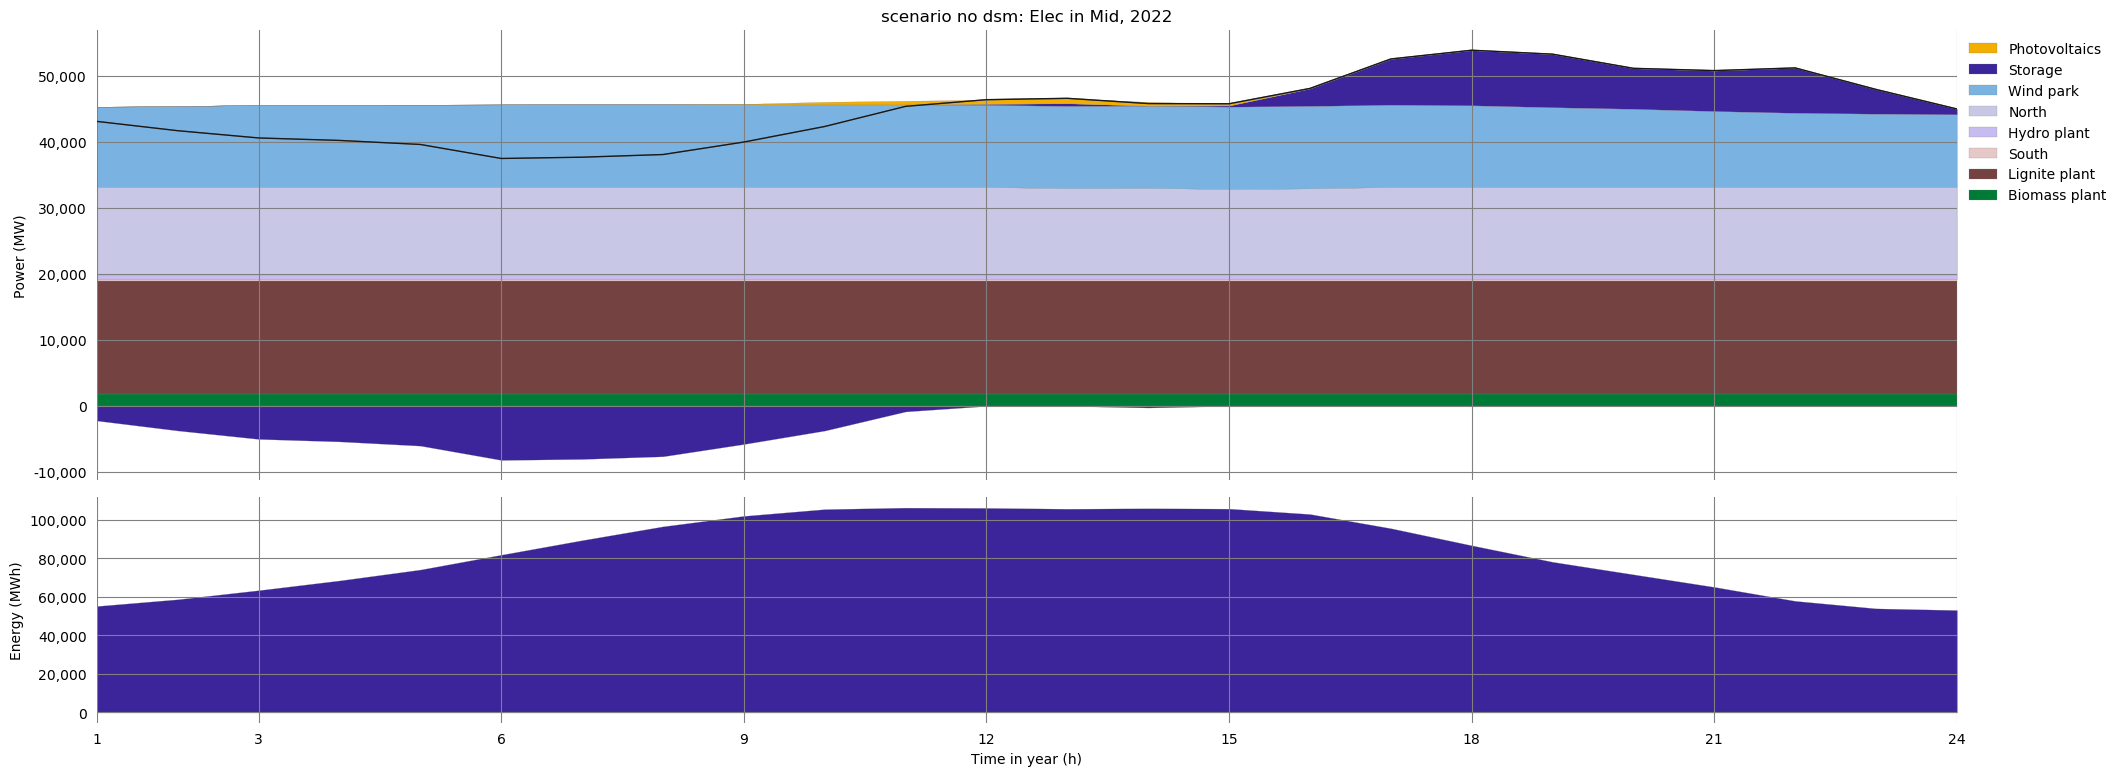 scenario no dsm: Elec in Mid, 2022
Power (MW)
50,000
40,000
30,000
20,000
10,000
0
-10,000
Photovoltaics
Storage
Wind park
North
Hydro plant
South
Lignite plant
Biomass plant
Energy (MWh)
100,000
80,000
60,000
40,000
20,000
0
1 3 6 9 12 15 18 21 24
Time in year (h)